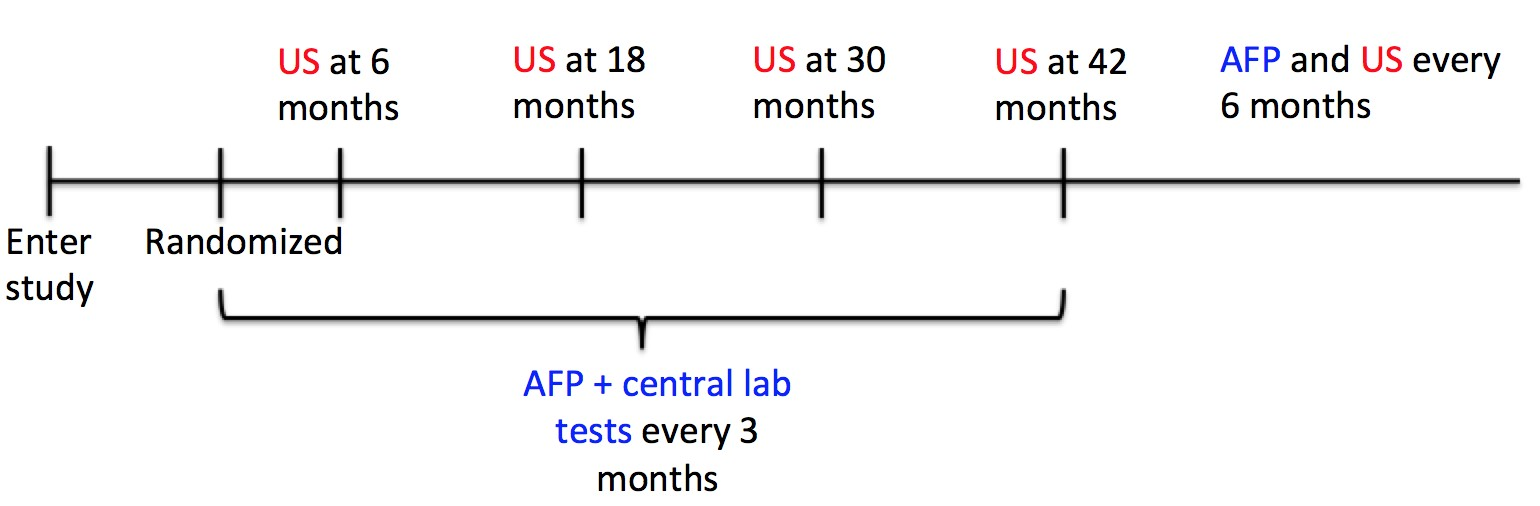 US at 6
months
US at 18
months
US at 30
months
US at 42
months
AFP and US every
6 months
Enter
study
Randomized
AFP + central lab
tests every 3
months